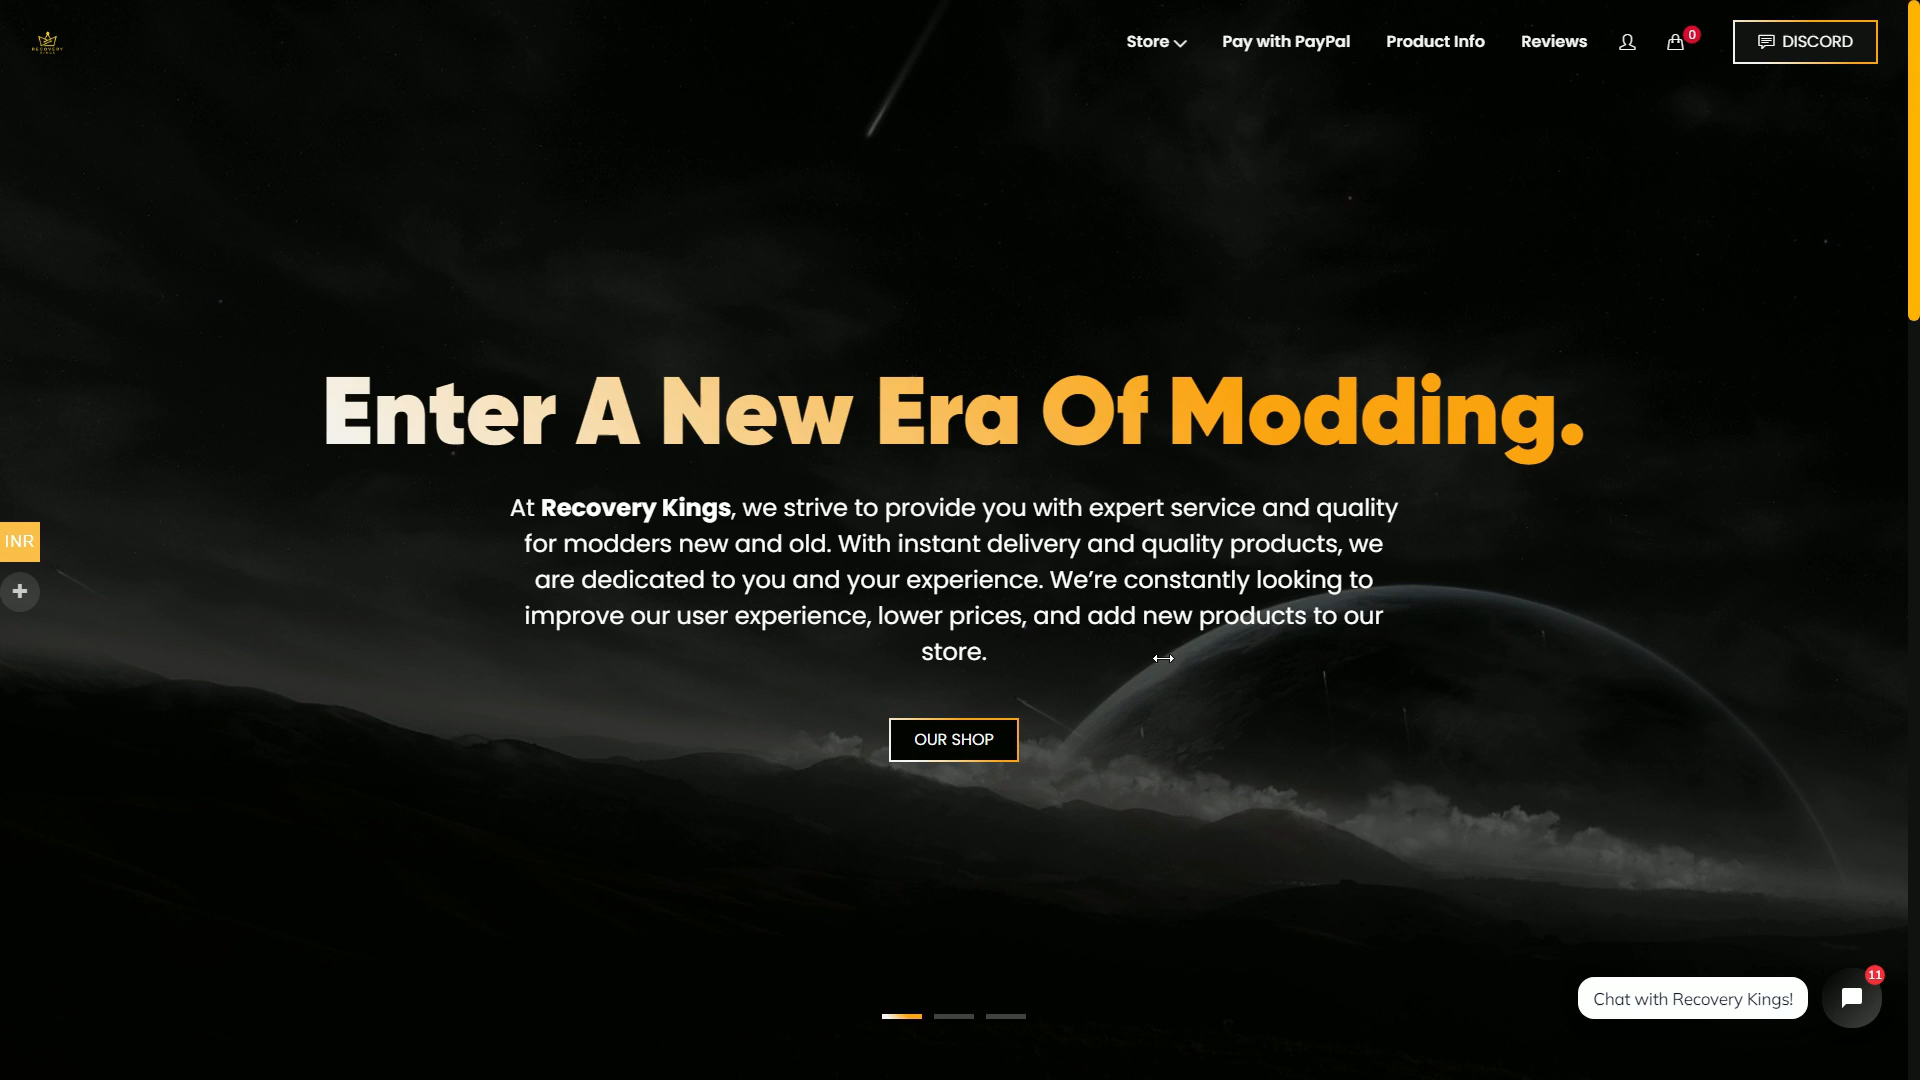 RECOVERY
KINGS
Store
Pay with PayPal
Product Info
Reviews
0
DISCORD
Enter A New Era Of Modding.
At Recovery Kings, we strive to provide you with expert service and quality
for modders new and old. With instant delivery and quality products, we
are dedicated to you and your experience. We’re constantly looking to
improve our user experience, lower prices, and add new products to our
store.
INR
+
OUR SHOP
11
Chat with Recovery Kings!